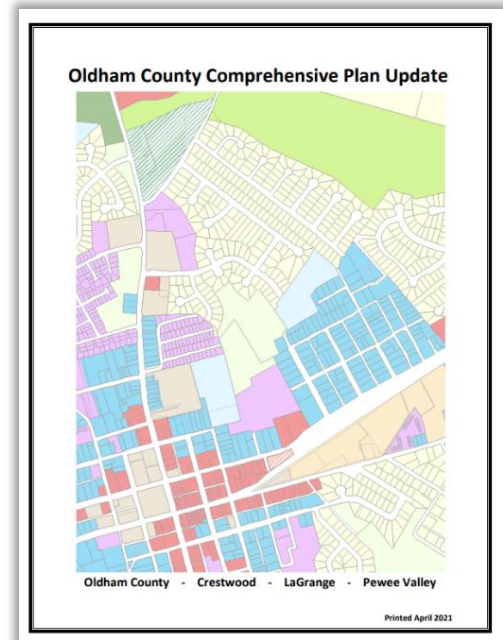 Oldham County Comprehensive Plan Update
Oldham County - Crestwood - LaGrange - Pewee Valley
Printed April 2021